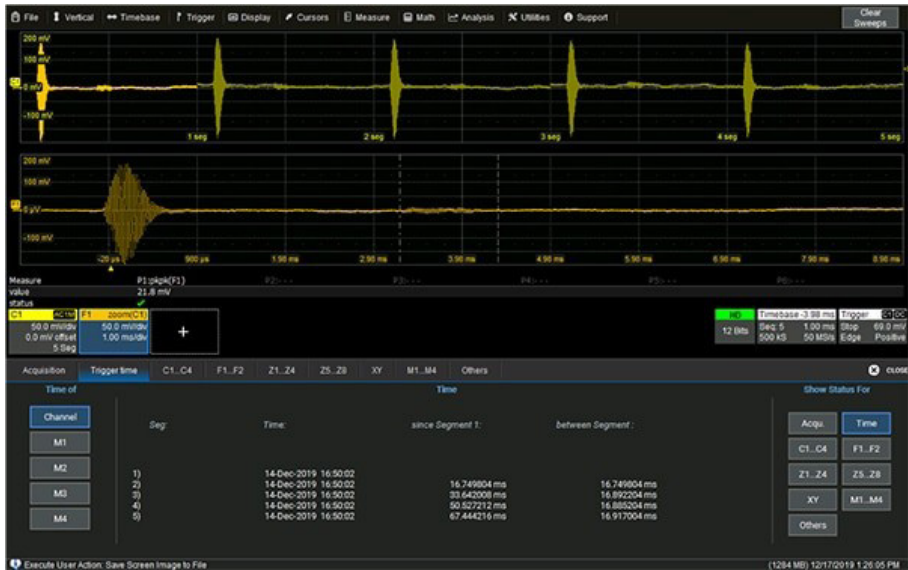 File Vertical Timebase Trigger Display Cursors Measure Math Analysis Utilities Support Clear Sweeps
200 mV
100 mV
0 mV
-100 mV
1 seg 2 seg 3 seg 4 seg 5 seg
200 mV
100 mV
0 µV
-100 mV
-20 µs 900 µs 1.90 ms 2.90 ms 3.90 ms 4.90 ms 5.90 ms 6.90 ms 7.90 ms 8.90 ms
Measure P1:pkpk(F1) P2:- - - P3:- - - P4:- - - P5:- - - P6:- - -
value 21.8 mV
status
C1 AC1M F1 zoom(C1) HD Timebase -3.98 ms Trigger C1 DC
50.0 mV/div 50.0 mV/div 12 Bits Seq: 5 1.00 ms Stop 69.0 mV
0.0 mV offset 1.00 ms/div 500 kS 50 MS/s Edge Positive
5 Seg
Acquisition Trigger time C1...C4 F1...F2 Z1...Z4 Z5...Z8 XY M1...M4 Others CLOSE
Time of Time Show Status For
Channel Seg: Time: since Segment 1: between Segment : Acqu. Time
M1 C1...C4 F1...F2
M2 1) 14-Dec-2019 16:50:02 Z1...Z4 Z5...Z8
2) 14-Dec-2019 16:50:02 16.749804 ms 16.749804 ms
M3 3) 14-Dec-2019 16:50:02 33.642008 ms 16.892204 ms XY M1...M4
4) 14-Dec-2019 16:50:02 50.527212 ms 16.885204 ms
M4 5) 14-Dec-2019 16:50:02 67.444216 ms 16.917004 ms Others
Execute User Action: Save Screen Image to File (1284 MB) 12/17/2019 1:26:05 PM